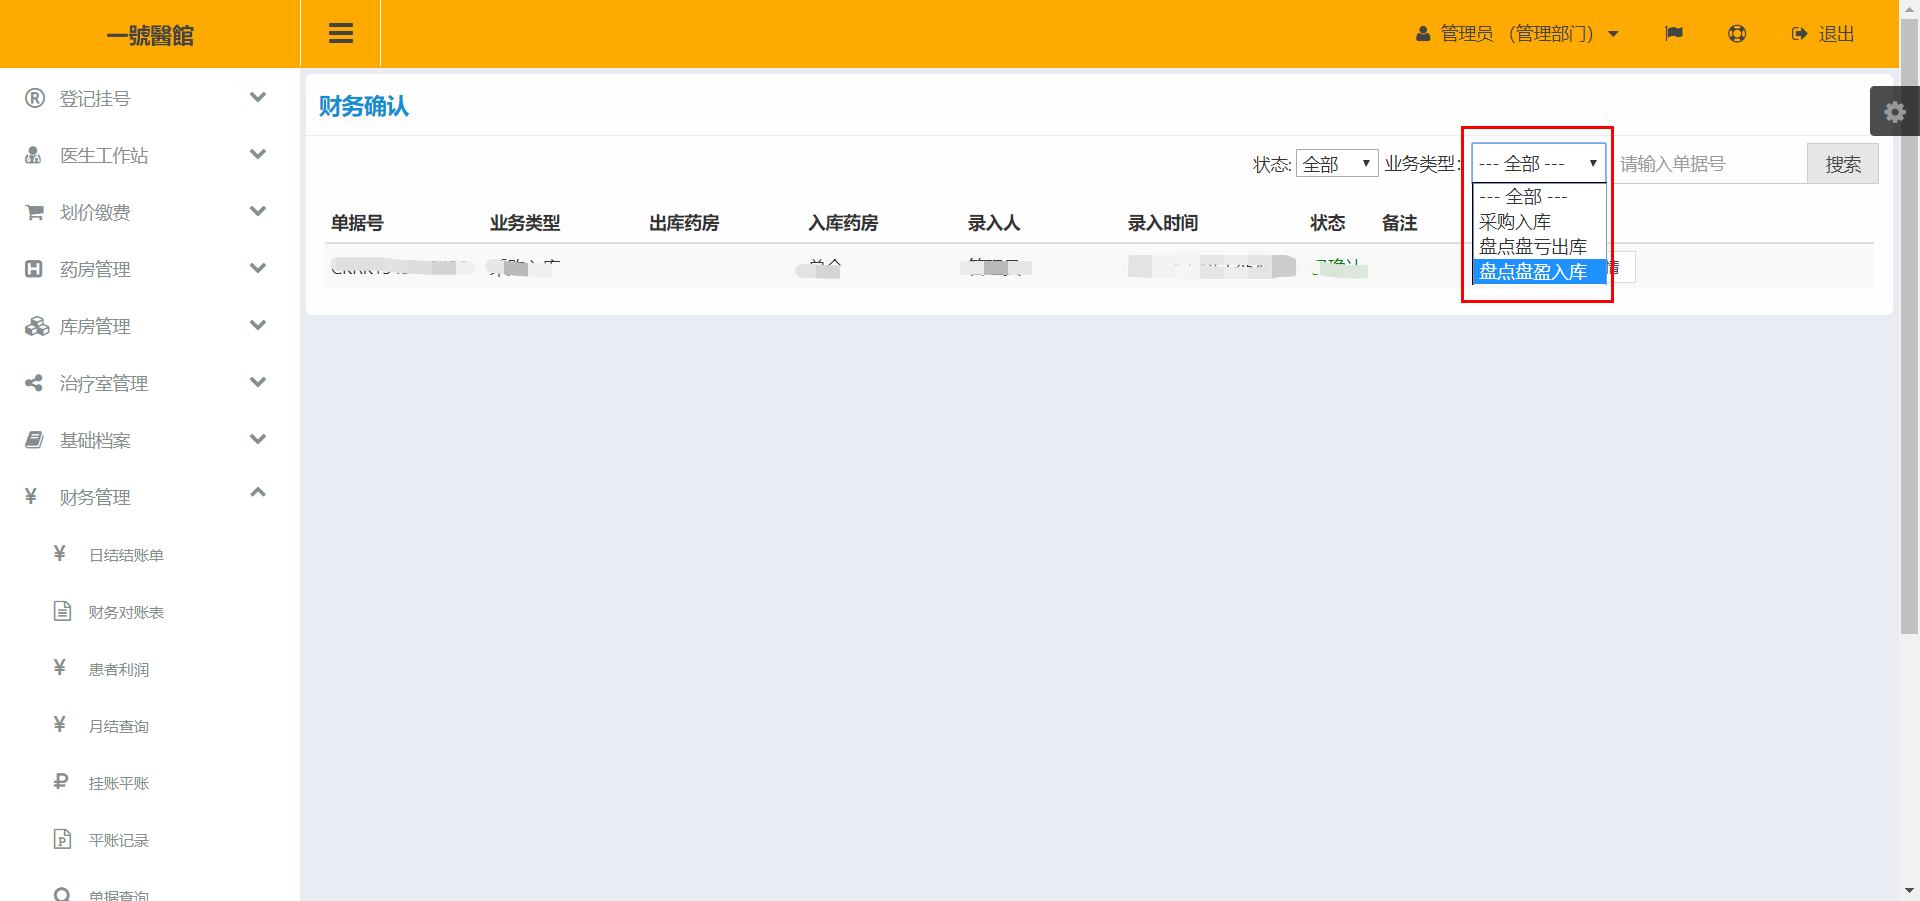 一號醫館
管理员 （管理部门）
退出
登记挂号
医生工作站
划价缴费
药房管理
库房管理
治疗室管理
基础档案
¥ 财务管理
¥ 日结结账单
财务对账表
¥ 患者利润
¥ 月结查询
挂账平账
平账记录
单据查询
财务确认
状态: 全部 业务类型: --- 全部 --- 请输入单据号 搜索
--- 全部 ---
采购入库
盘点盘亏出库
盘点盘盈入库
单据号 业务类型 出库药房 入库药房 录入人 录入时间 状态 备注